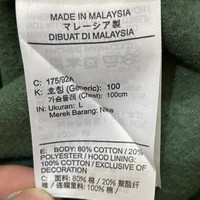 MADE IN MALAYSIA
マレーシア製
DIBUAT DI MALAYSIA
C: 175/92A
K: 호칭 (Generic): 100
가슴둘레 (Chest): 100cm
IN: Ukuran: L
Merek Barang: Nike
E: BODY: 80% COTTON / 20%
POLYESTER / HOOD LINING:
100% COTTON / EXCLUSIVE OF
DECORATION
C: 面料: 80% 棉 / 20% 聚酯纤
维 / 连帽里料: 100% 棉 /